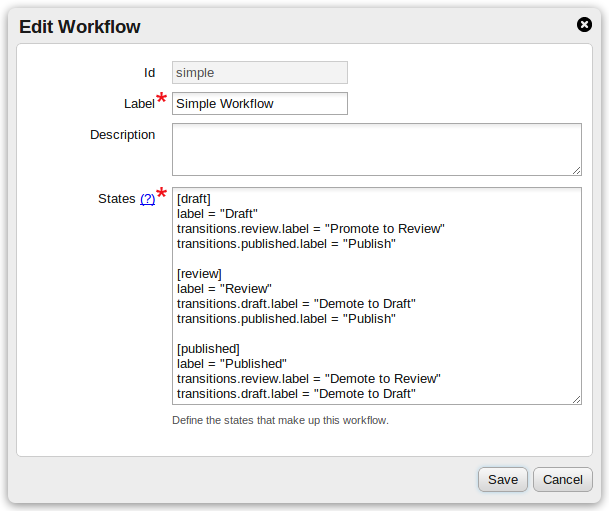 Edit Workflow
Id simple
Label* Simple Workflow
Description
States (?)* [draft]
label = "Draft"
transitions.review.label = "Promote to Review"
transitions.published.label = "Publish"
[review]
label = "Review"
transitions.draft.label = "Demote to Draft"
transitions.published.label = "Publish"
[published]
label = "Published"
transitions.review.label = "Demote to Review"
transitions.draft.label = "Demote to Draft"
Define the states that make up this workflow.
Save Cancel